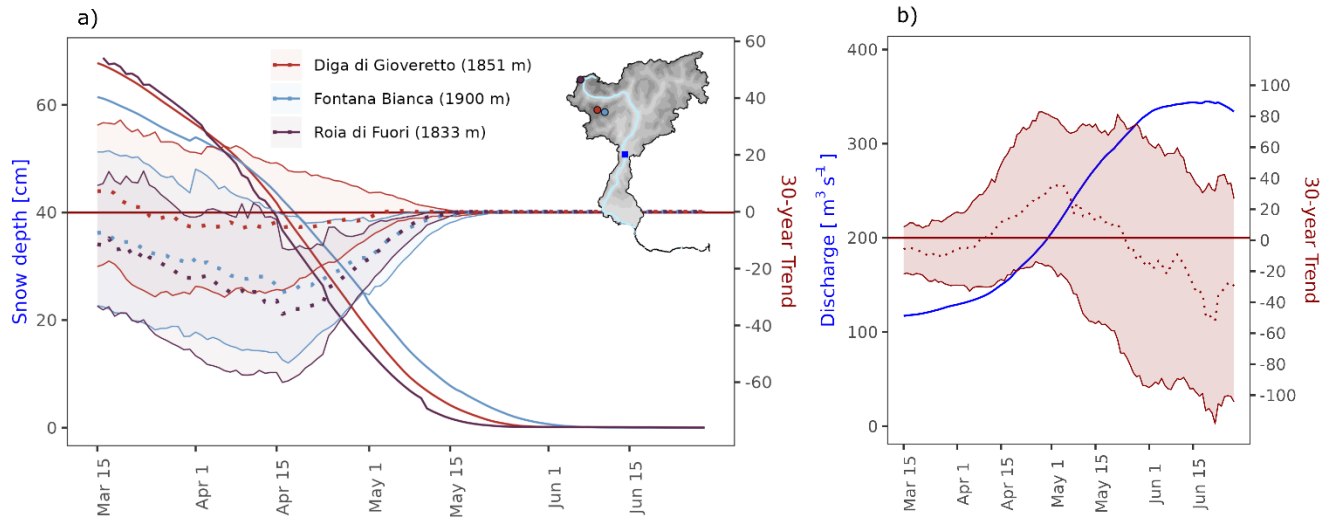 a)
Snow depth [cm]
60
40
20
0
Diga di Gioveretto (1851 m)
Fontana Bianca (1900 m)
Roia di Fuori (1833 m)
60
40
20
0
-20
-40
-60
30-year Trend
Mar 15
Apr 1
Apr 15
May 1
May 15
Jun 1
Jun 15
b)
Discharge [ m³ s⁻¹ ]
400
300
200
100
0
100
80
60
40
20
0
-20
-40
-60
-80
-100
30-year Trend
Mar 15
Apr 1
Apr 15
May 1
May 15
Jun 1
Jun 15